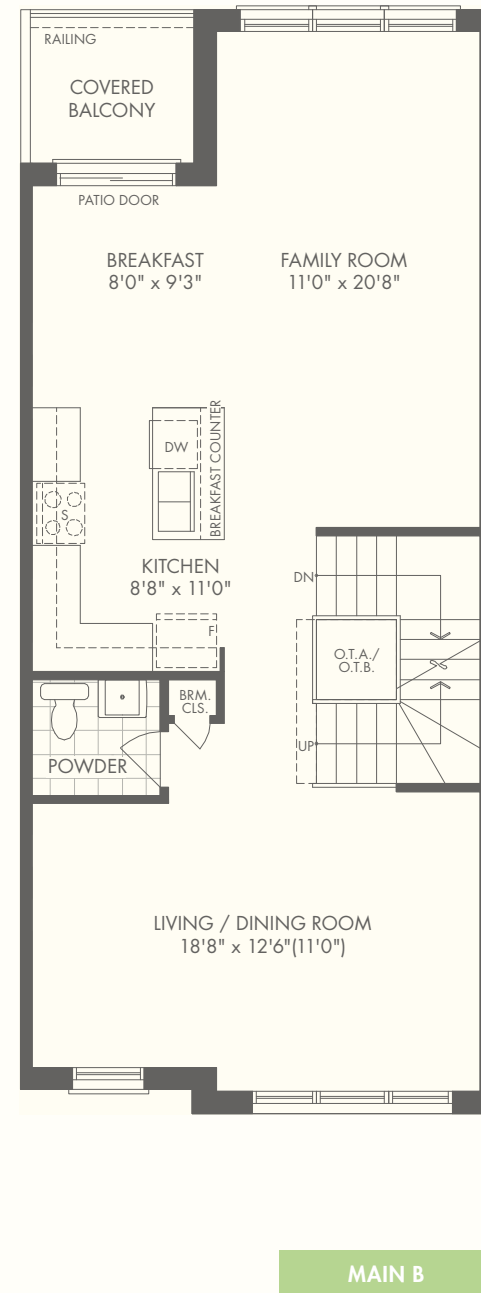 RAILING
COVERED
BALCONY
PATIO DOOR
BREAKFAST
8'0" x 9'3"
FAMILY ROOM
11'0" x 20'8"
BREAKFAST COUNTER
DW
S
KITCHEN
8'8" x 11'0"
DN
F
O.T.A./
O.T.B.
BRM.
CLS.
UP
POWDER
LIVING / DINING ROOM
18'8" x 12'6"(11'0")
MAIN B